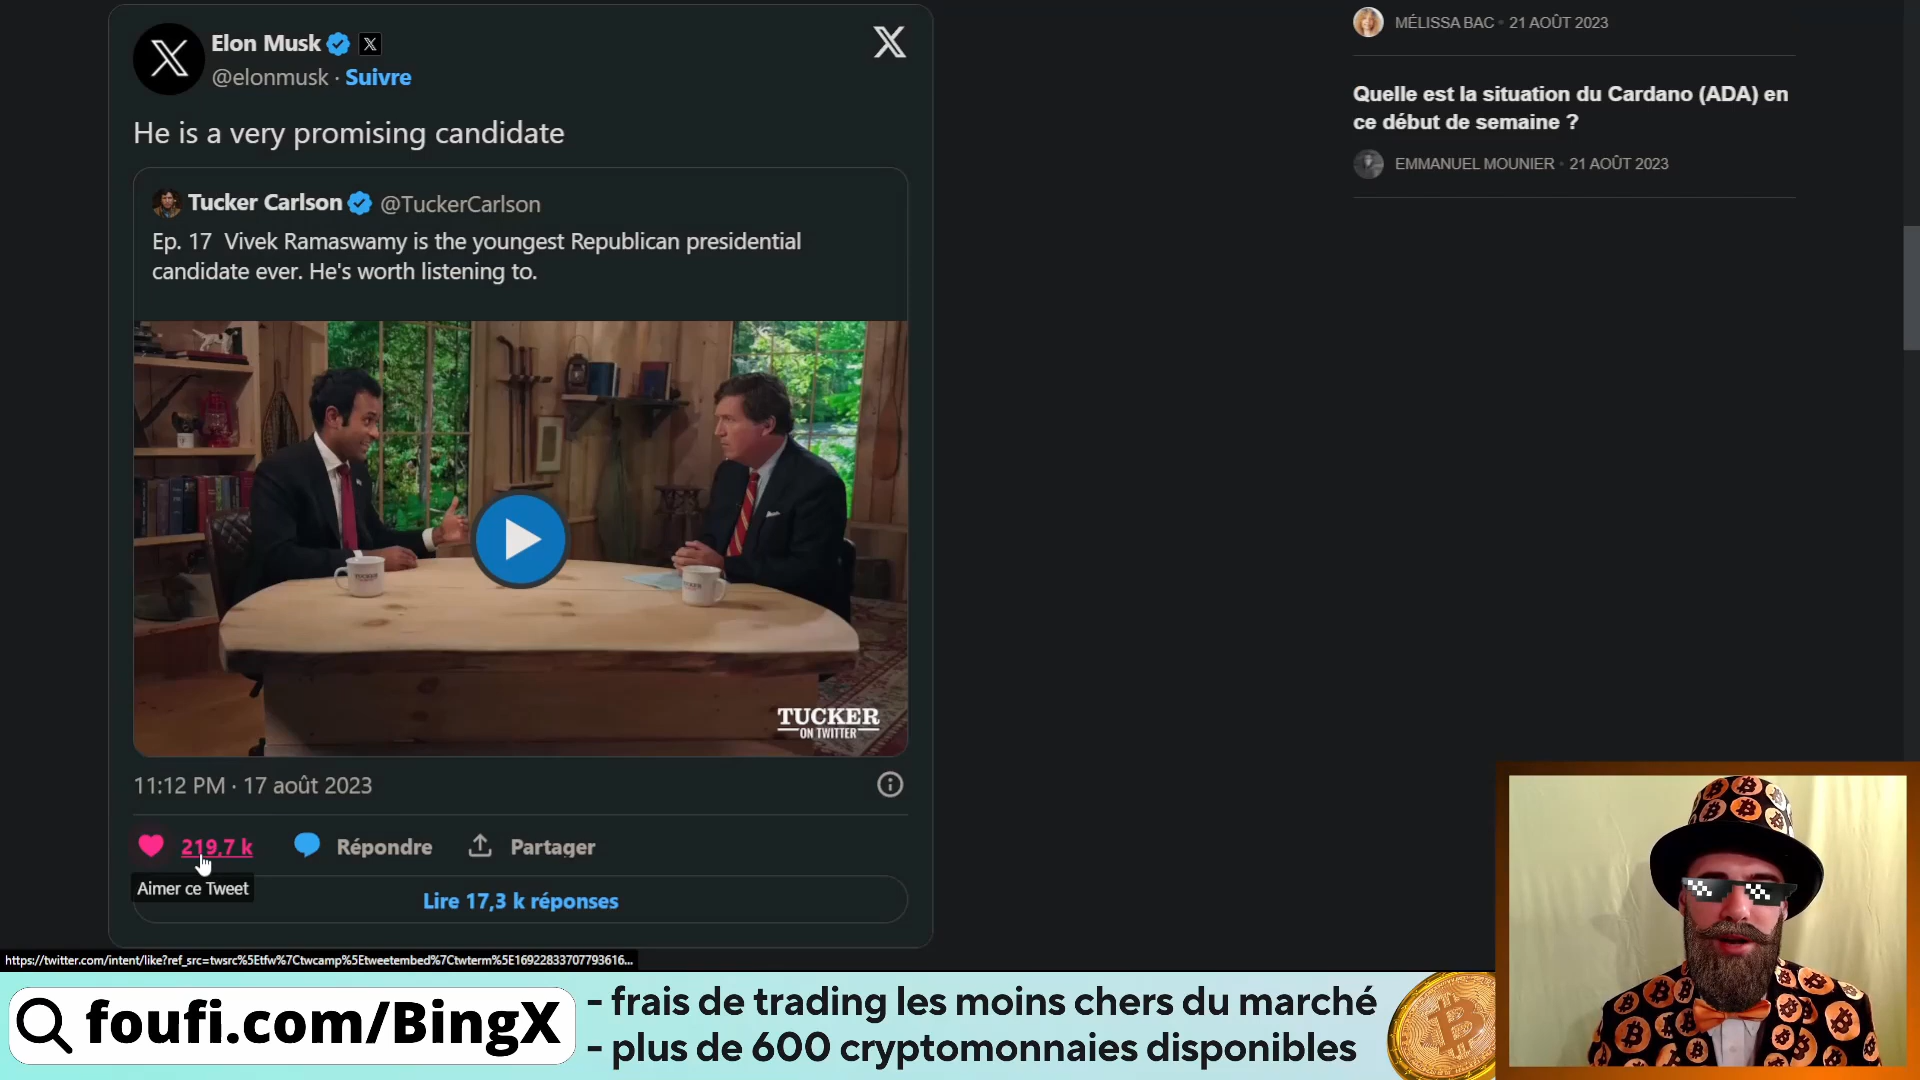 Elon Musk
@elonmusk · Suivre
He is a very promising candidate
Tucker Carlson @TuckerCarlson
Ep. 17 Vivek Ramaswamy is the youngest Republican presidential
candidate ever. He's worth listening to.
TUCKER
TUCKER
TUCKER
ON TWITTER
11:12 PM · 17 août 2023
219,7 k
Répondre
Partager
Aimer ce Tweet
Lire 17,3 k réponses
https://twitter.com/intent/like?ref_src=twsrc%5Etfw%7Ctwcamp%5Etweetembed%7Ctwterm%5E16922833707793616...
MÉLISSA BAC • 21 AOÛT 2023
Quelle est la situation du Cardano (ADA) en
ce début de semaine ?
EMMANUEL MOUNIER • 21 AOÛT 2023
foufi.com/BingX
- frais de trading les moins chers du marché
- plus de 600 cryptomonnaies disponibles